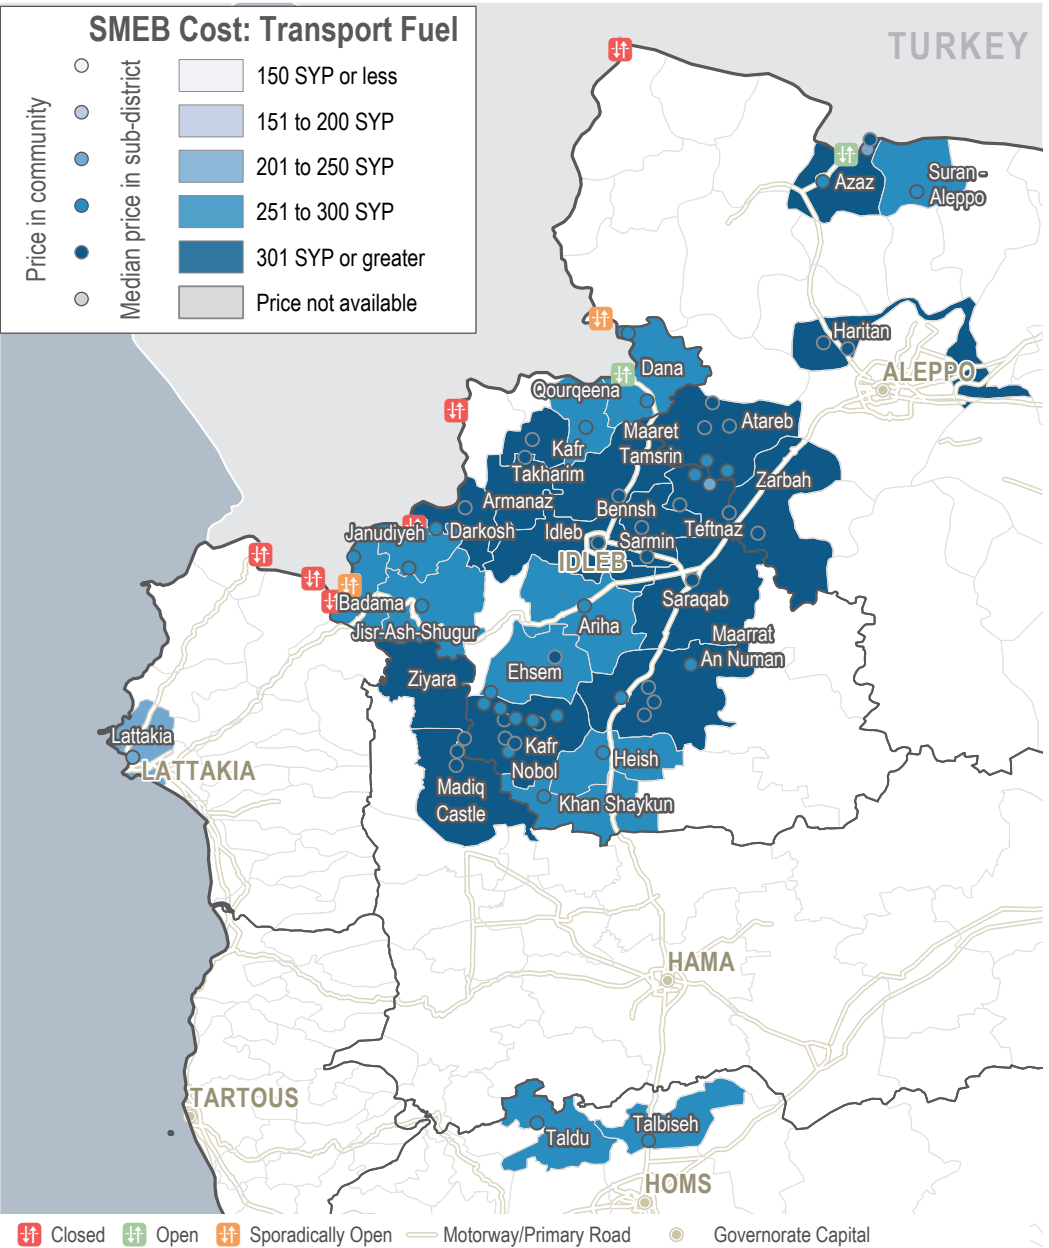 SMEB Cost: Transport Fuel
Price in community
Median price in sub-district
150 SYP or less
151 to 200 SYP
201 to 250 SYP
251 to 300 SYP
301 SYP or greater
Price not available
TURKEY
Azaz
Suran -
Aleppo
Haritan
ALEPPO
Dana
Qourqeena
Atareb
Maaret
Tamsrin
Kafr
Takharim
Zarbah
Armanaz
Bennsh
Teftnaz
Janudiyeh
Darkosh
Idleb
Sarmin
IDLEB
Badama
Saraqab
Jisr-Ash-Shugur
Ariha
Maarrat
An Numan
Ehsem
Ziyara
Lattakia
LATTAKIA
Kafr
Nobol
Heish
Madiq
Castle
Khan Shaykun
HAMA
TARTOUS
Taldu
Talbiseh
HOMS
Closed
Open
Sporadically Open
Motorway/Primary Road
Governorate Capital